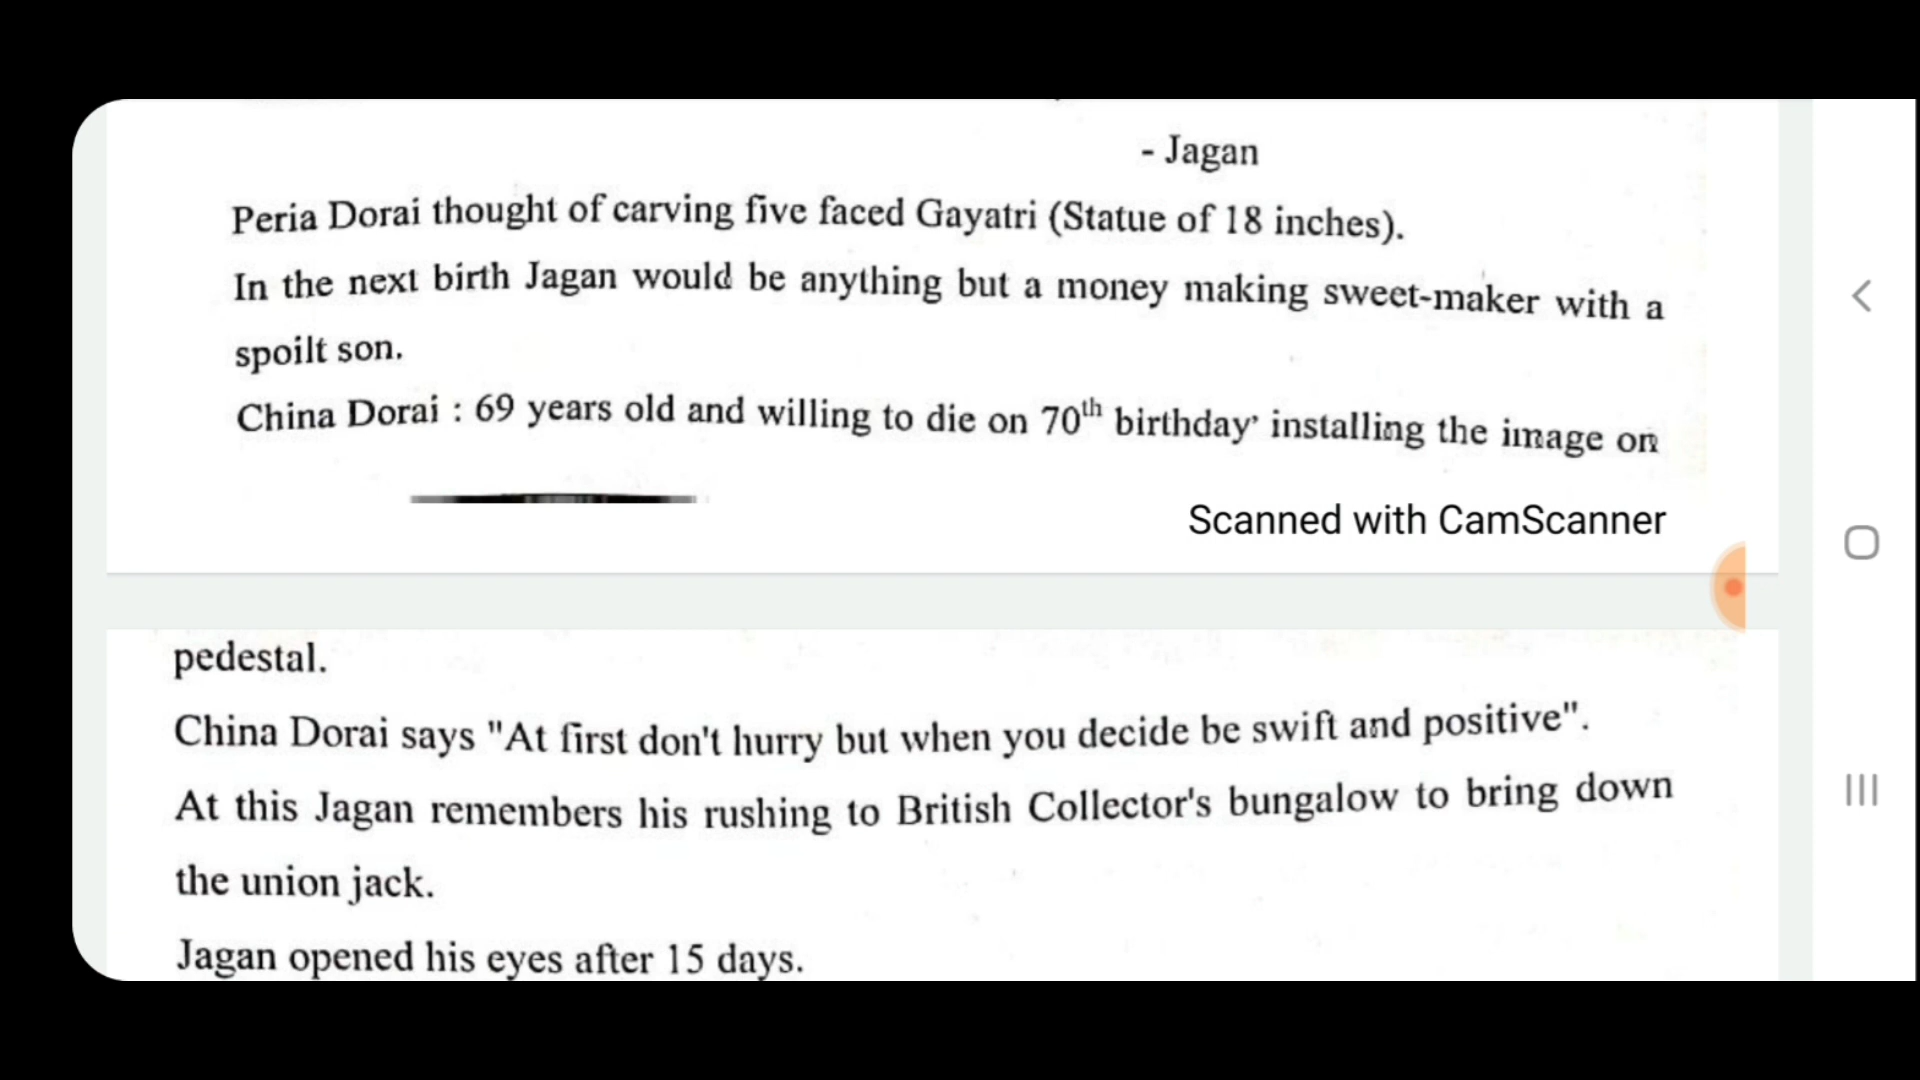 - Jagan
Peria Dorai thought of carving five faced Gayatri (Statue of 18 inches).
In the next birth Jagan would be anything but a money making sweet-maker with a
spoilt son.
China Dorai : 69 years old and willing to die on 70th birthday installing the image on
Scanned with CamScanner
pedestal.
China Dorai says "At first don't hurry but when you decide be swift and positive".
At this Jagan remembers his rushing to British Collector's bungalow to bring down
the union jack.
Jagan opened his eyes after 15 days.